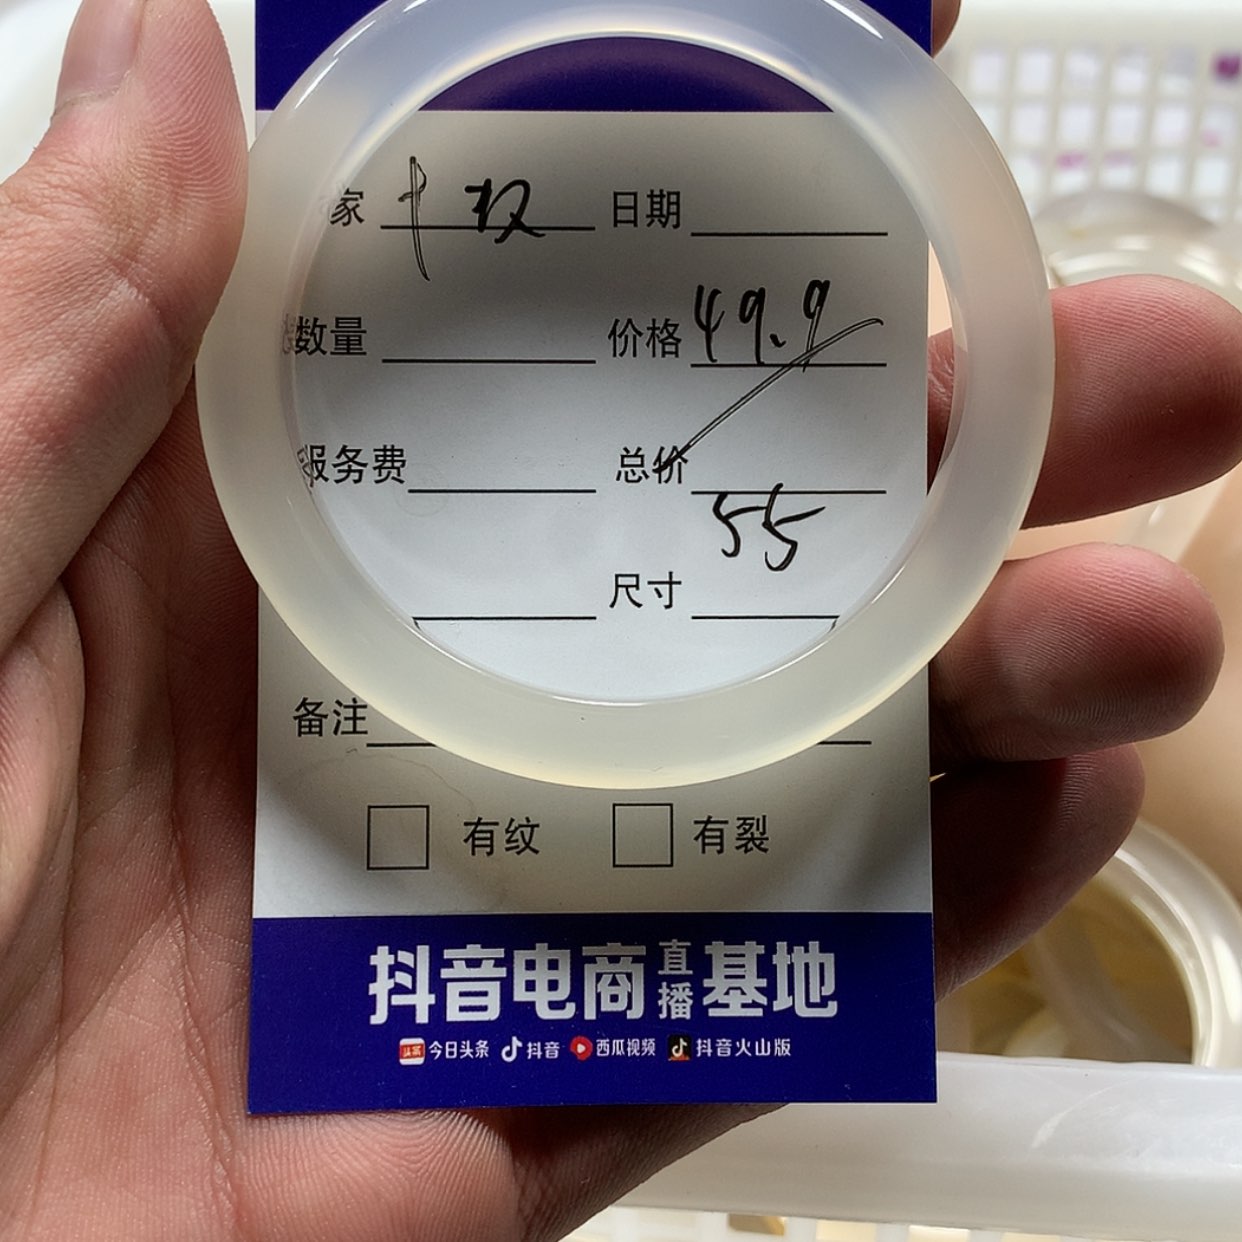 家 日期
数量 价格 49.9
服务费 总价
尺寸 55
备注
有纹 有裂
抖音电商直播基地
今日头条 抖音 西瓜视频 抖音火山版